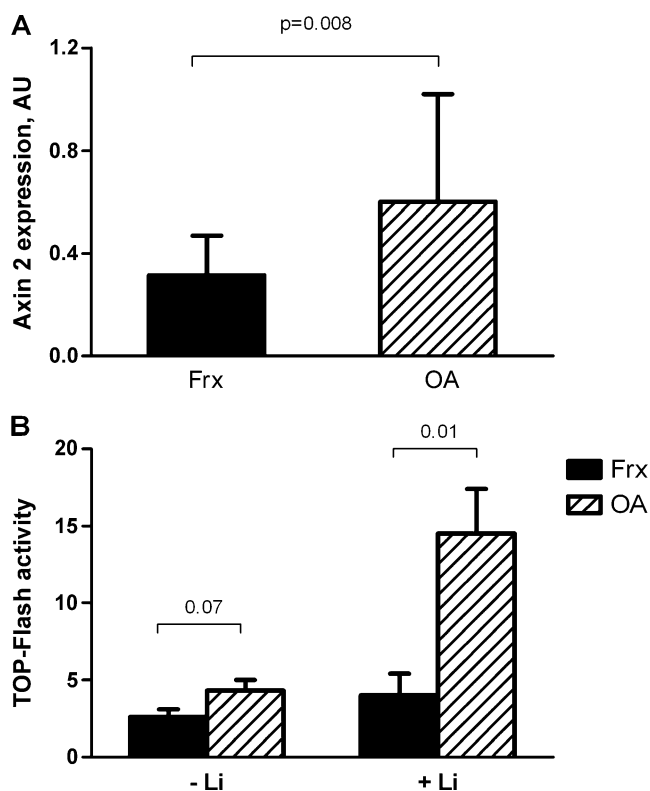 A
p=0.008
Axin 2 expression, AU
1.2
0.8
0.4
0.0
Frx
OA
B
TOP-Flash activity
20
15
10
5
0
0.07
0.01
Frx
OA
- Li
+ Li